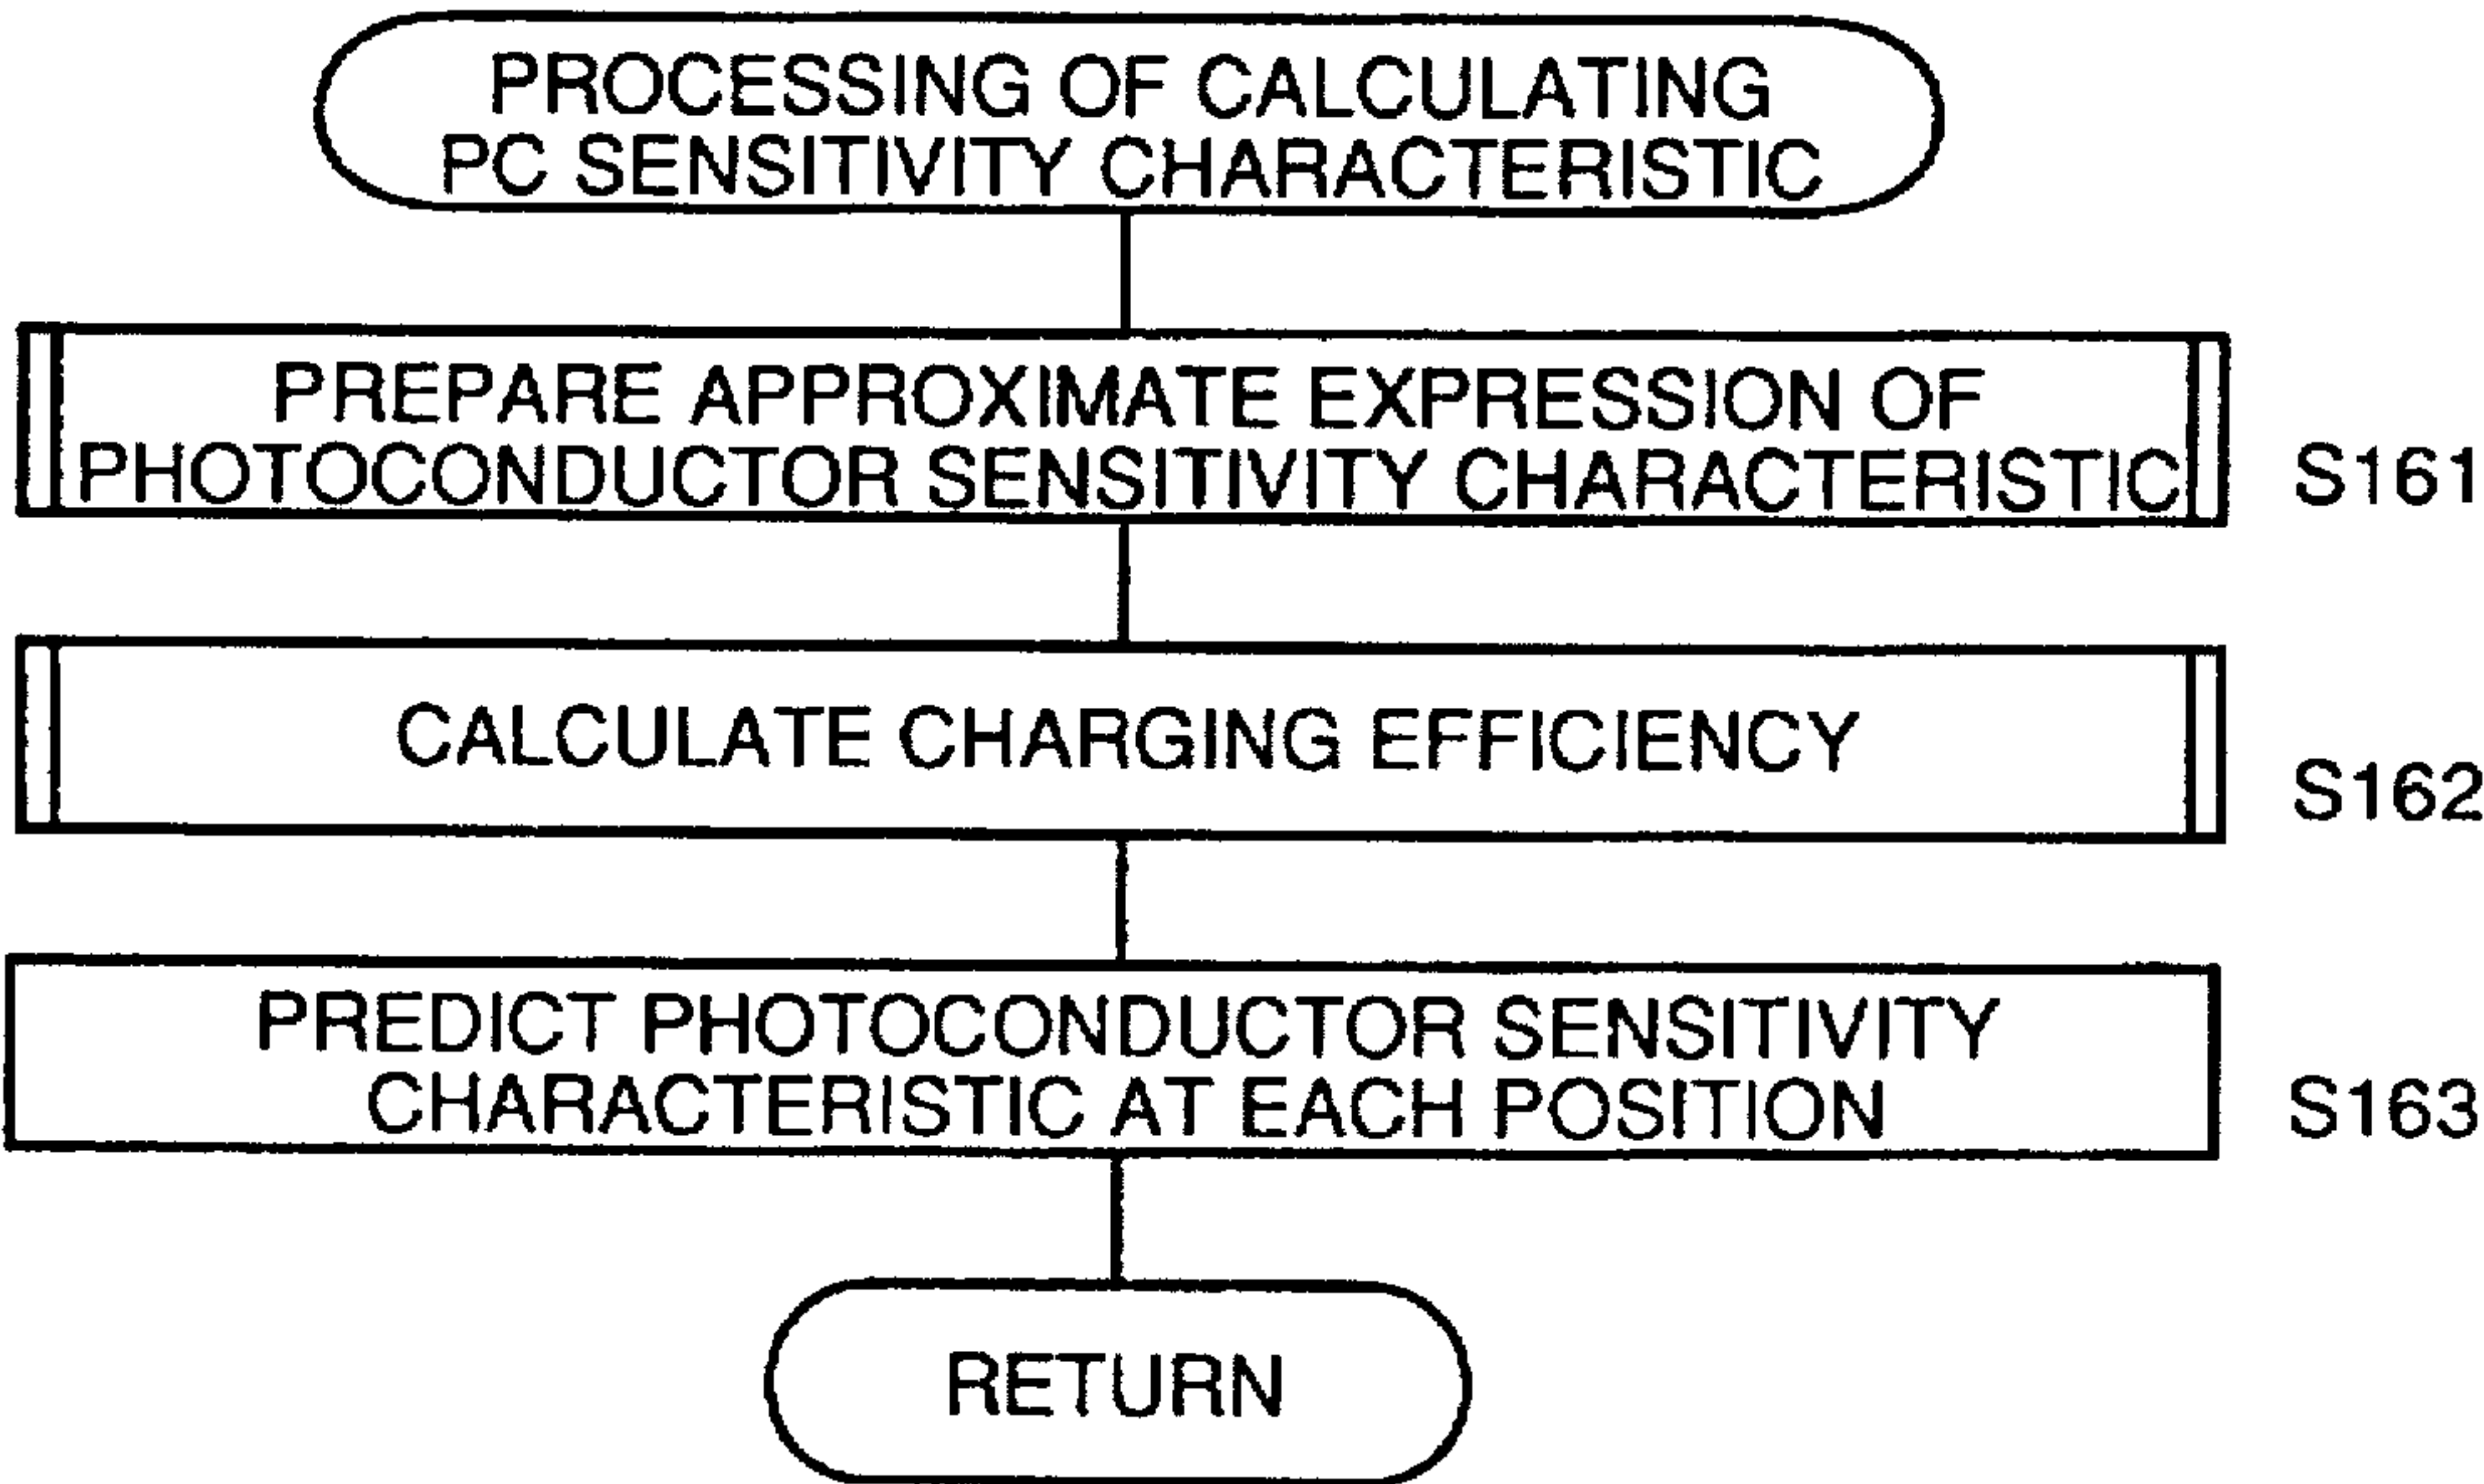 PROCESSING OF CALCULATING
PC SENSITIVITY CHARACTERISTIC
PREPARE APPROXIMATE EXPRESSION OF
PHOTOCONDUCTOR SENSITIVITY CHARACTERISTIC
S161
CALCULATE CHARGING EFFICIENCY
S162
PREDICT PHOTOCONDUCTOR SENSITIVITY
CHARACTERISTIC AT EACH POSITION
S163
RETURN